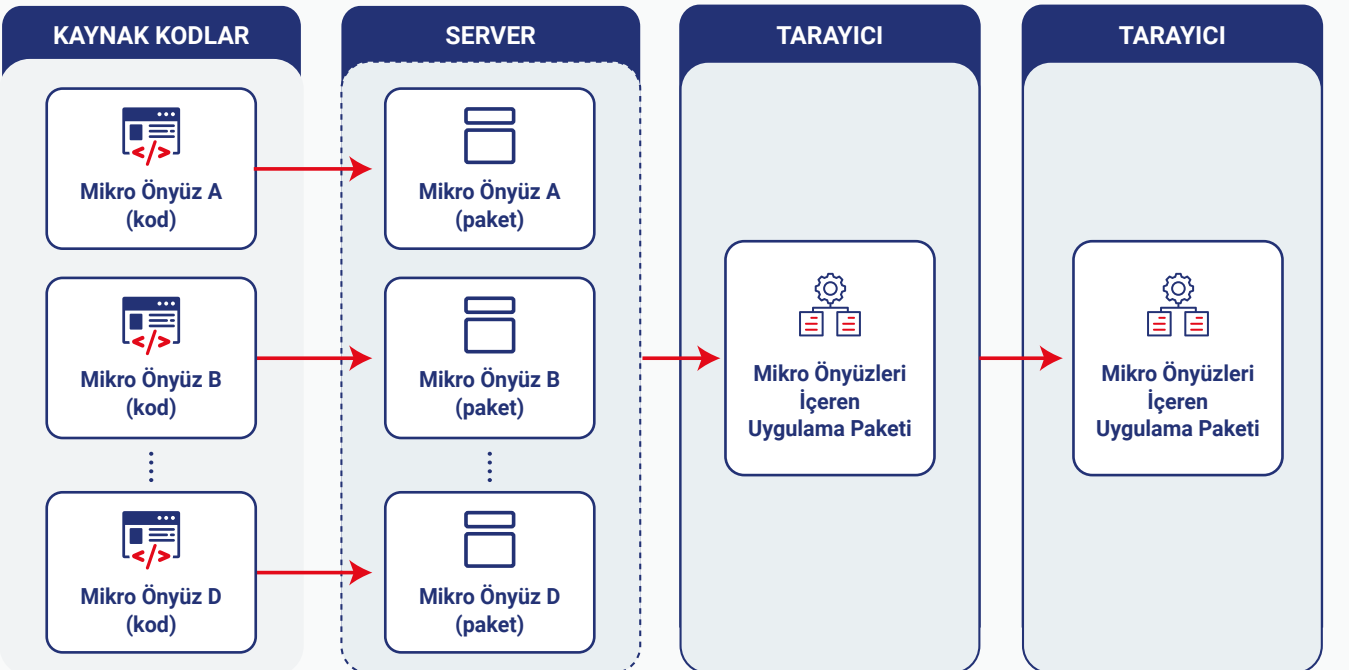 KAYNAK KODLAR
Mikro Önyüz A
(kod)
Mikro Önyüz B
(kod)
Mikro Önyüz D
(kod)
SERVER
Mikro Önyüz A
(paket)
Mikro Önyüz B
(paket)
Mikro Önyüz D
(paket)
TARAYICI
Mikro Önyüzleri
İçeren
Uygulama Paketi
TARAYICI
Mikro Önyüzleri
İçeren
Uygulama Paketi